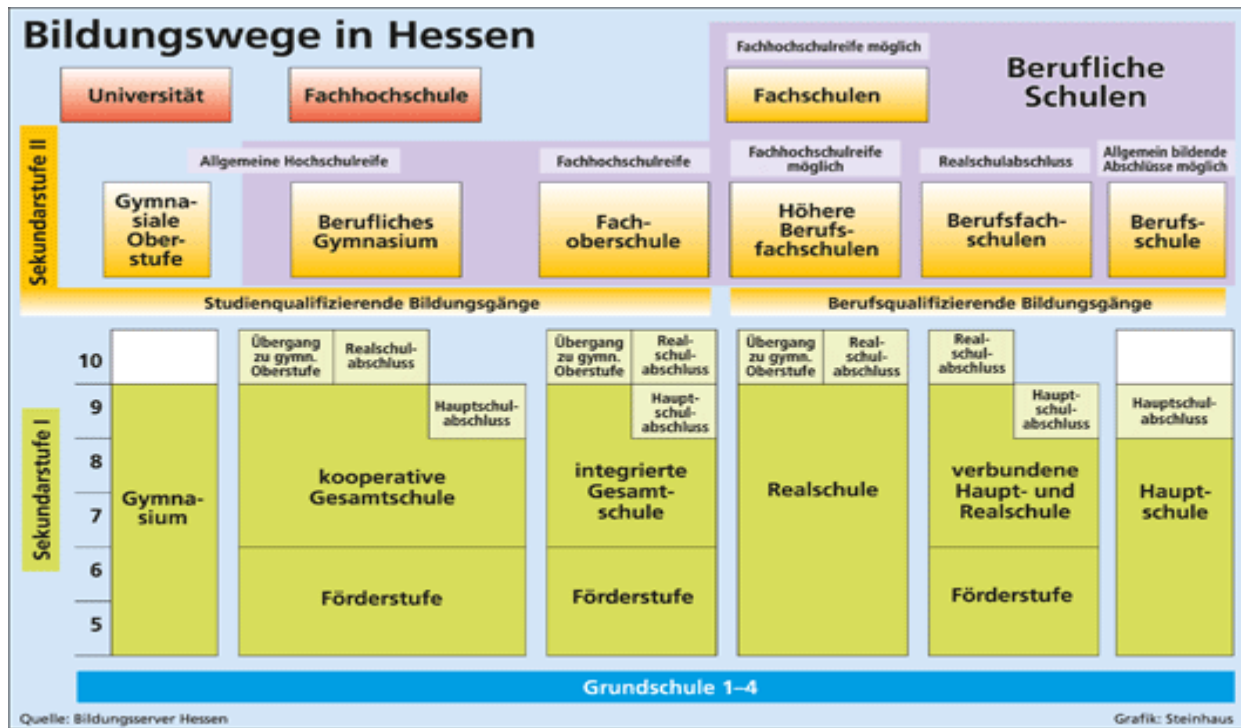 Bildungswege in Hessen
Fachhochschulreife möglich
Berufliche
Schulen
Universität
Fachhochschule
Fachschulen
Sekundarstufe II
Allgemeine Hochschulreife
Fachhochschulreife
Fachhochschulreife
möglich
Realschulabschluss
Allgemein bildende
Abschlüsse möglich
Gymna-
siale
Ober-
stufe
Berufliches
Gymnasium
Fach-
oberschule
Höhere
Berufs-
fachschulen
Berufsfach-
schulen
Berufs-
schule
Studienqualifizierende Bildungsgänge
Berufsqualifizierende Bildungsgänge
Sekundarstufe I
10
9
8
7
6
5
Gymna-
sium
Übergang
zu gymn.
Oberstufe
Realschul-
abschluss
Hauptschul-
abschluss
kooperative
Gesamtschule
Förderstufe
Übergang
zu gymn.
Oberstufe
Real-
schul-
abschluss
Haupt-
schul-
abschluss
integrierte
Gesamt-
schule
Förderstufe
Übergang
zu gymn.
Oberstufe
Real-
schul-
abschluss
Realschule
Real-
schul-
abschluss
Haupt-
schul-
abschluss
verbundene
Haupt- und
Realschule
Förderstufe
Hauptschul-
abschluss
Haupt-
schule
Grundschule 1–4
Quelle: Bildungsserver Hessen
Grafik: Steinhaus